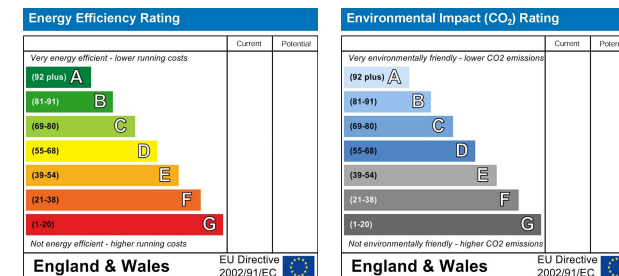 Energy Efficiency Rating
Current Potential
Very energy efficient - lower running costs
(92 plus) A
(81-91) B
(69-80) C
(55-68) D
(39-54) E
(21-38) F
(1-20) G
Not energy efficient - higher running costs
England & Wales
EU Directive
2002/91/EC
Environmental Impact (CO₂) Rating
Current Poten
Very environmentally friendly - lower CO2 emissions
(92 plus) A
(81-91) B
(69-80) C
(55-68) D
(39-54) E
(21-38) F
(1-20) G
Not environmentally friendly - higher CO2 emissions
England & Wales
EU Directive
2002/91/EC